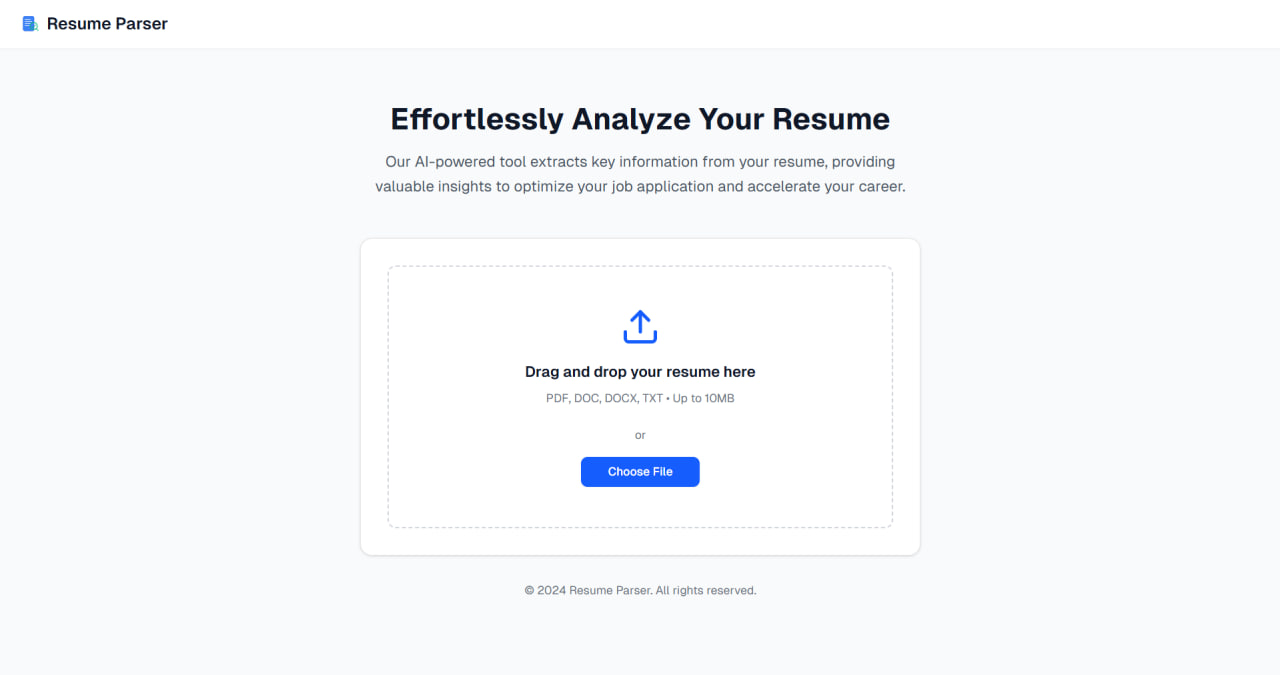 Resume Parser
Effortlessly Analyze Your Resume
Our AI-powered tool extracts key information from your resume, providing
valuable insights to optimize your job application and accelerate your career.
Drag and drop your resume here
PDF, DOC, DOCX, TXT • Up to 10MB
or
Choose File
© 2024 Resume Parser. All rights reserved.